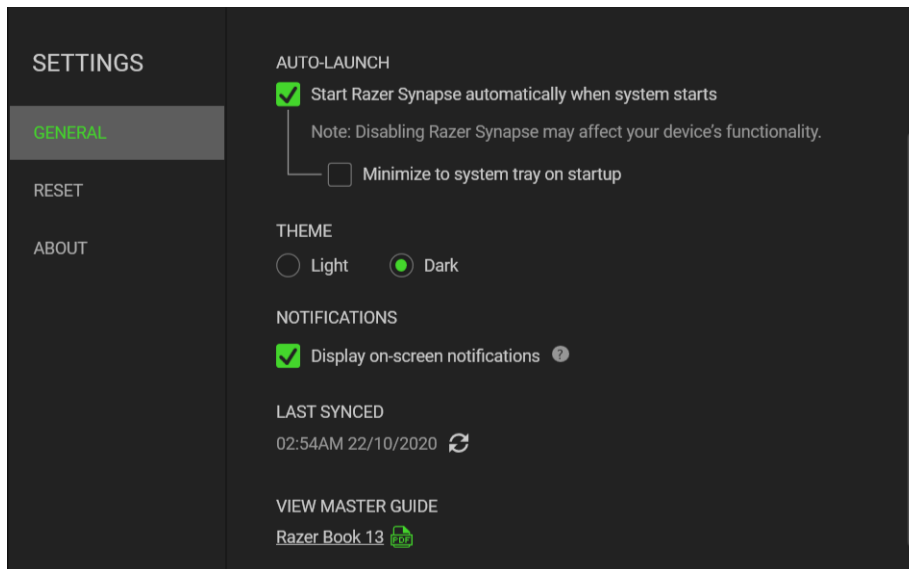 SETTINGS
GENERAL
RESET
ABOUT
AUTO-LAUNCH
Start Razer Synapse automatically when system starts
Note: Disabling Razer Synapse may affect your device's functionality.
Minimize to system tray on startup
THEME
Light Dark
NOTIFICATIONS
Display on-screen notifications ?
LAST SYNCED
02:54AM 22/10/2020
VIEW MASTER GUIDE
Razer Book 13 PDF